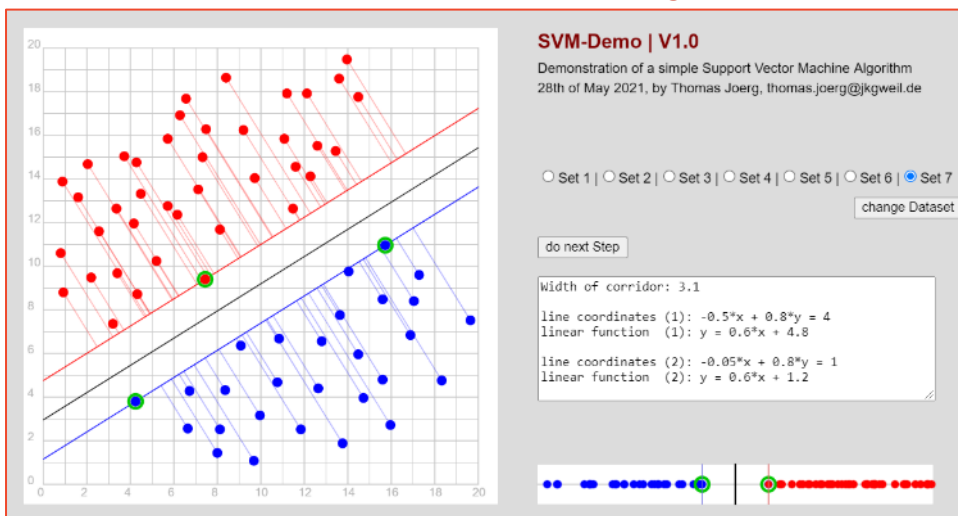 SVM-Demo | V1.0
Demonstration of a simple Support Vector Machine Algorithm
28th of May 2021, by Thomas Joerg, thomas.joerg@jkgweil.de
Set 1 | Set 2 | Set 3 | Set 4 | Set 5 | Set 6 | Set 7
change Dataset
do next Step
Width of corridor: 3.1
line coordinates (1): -0.5*x + 0.8*y = 4
linear function (1): y = 0.6*x + 4.8
line coordinates (2): -0.05*x + 0.8*y = 1
linear function (2): y = 0.6*x + 1.2
20
18
16
14
12
10
8
6
4
2
0
0 2 4 6 8 10 12 14 16 18 20